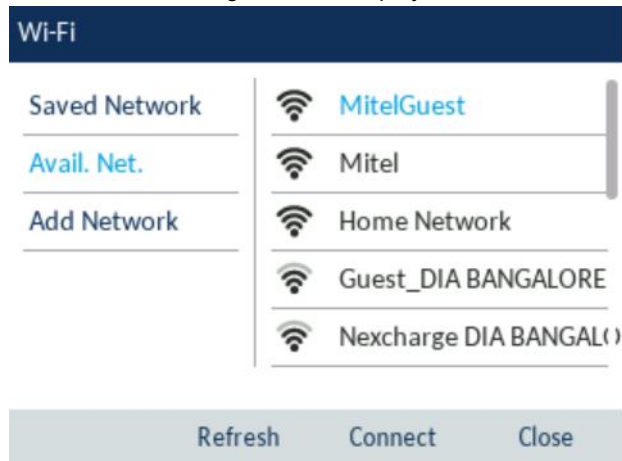 Wi-Fi
Saved Network
Avail. Net.
Add Network
MitelGuest
Mitel
Home Network
Guest_DIA BANGALORE
Nexcharge DIA BANGALO
Refresh Connect Close